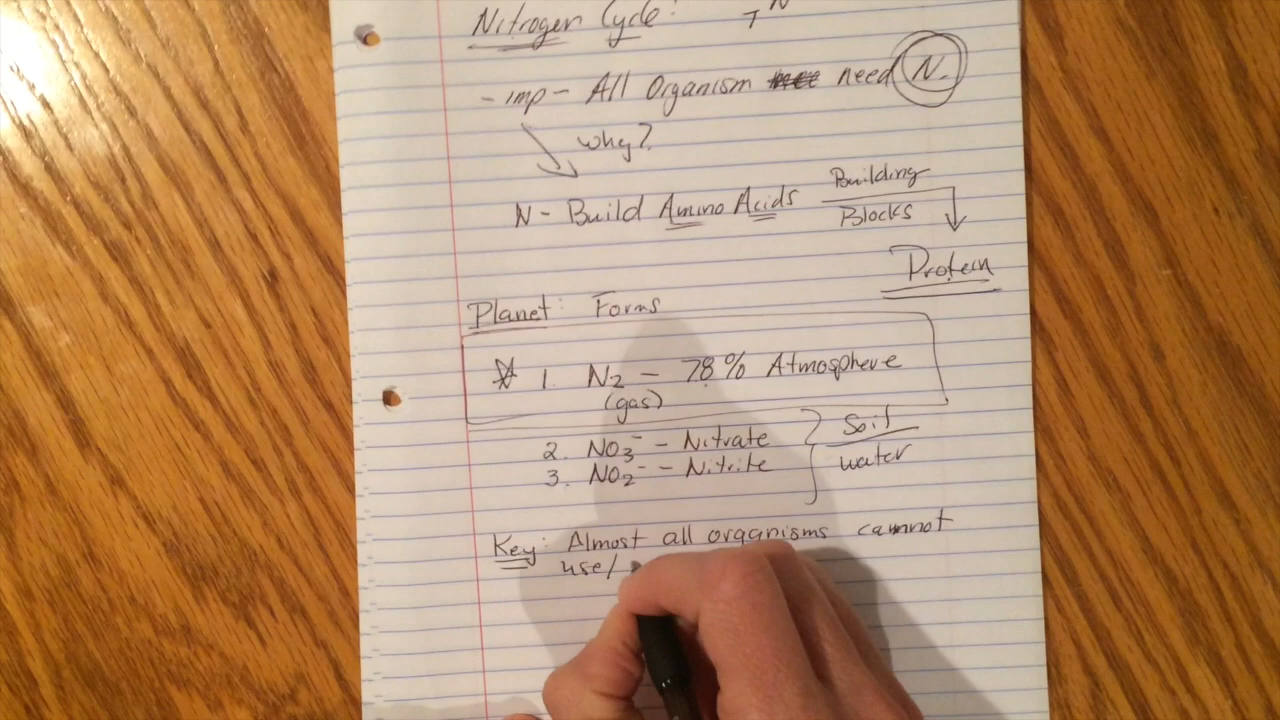 Nitrogen Cycle:
- imp - All Organism need N.
why?
N - Build Amino Acids Building
Blocks
Protein
Planet: Forms
1. N2 - 78% Atmosphere
(gas)
2. NO3⁻ - Nitrate
3. NO2⁻ - Nitrite
Soil
water
Key: Almost all organisms cannot
use/